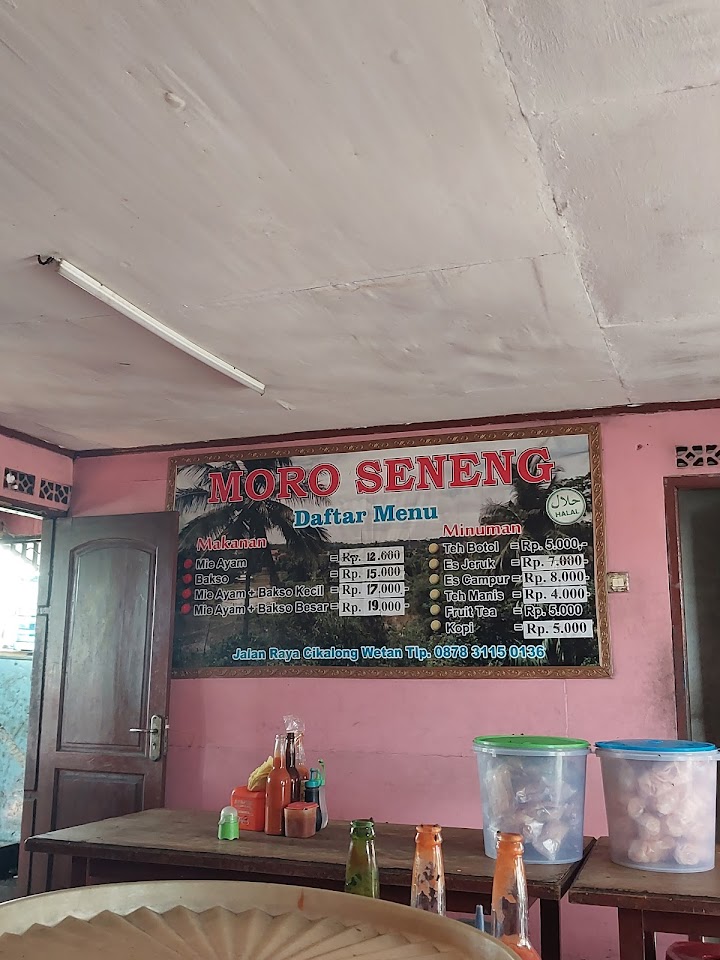 MORO SENENG
Daftar Menu
حلال
HALAL
Makanan
Mie Ayam = Rp. 12.000
Bakso = Rp. 15.000
Mie Ayam + Bakso Kecil = Rp. 17.000
Mie Ayam + Bakso Besar = Rp. 19.000
Minuman
Teh Botol = Rp. 5.000,-
Es Jeruk = Rp. 7.000
Es Campur = Rp. 8.000
Teh Manis = Rp. 4.000
Fruit Tea = Rp. 5.000
Kopi = Rp. 5.000
Jalan Raya Cikalong Wetan Tlp. 0878 3115 0136